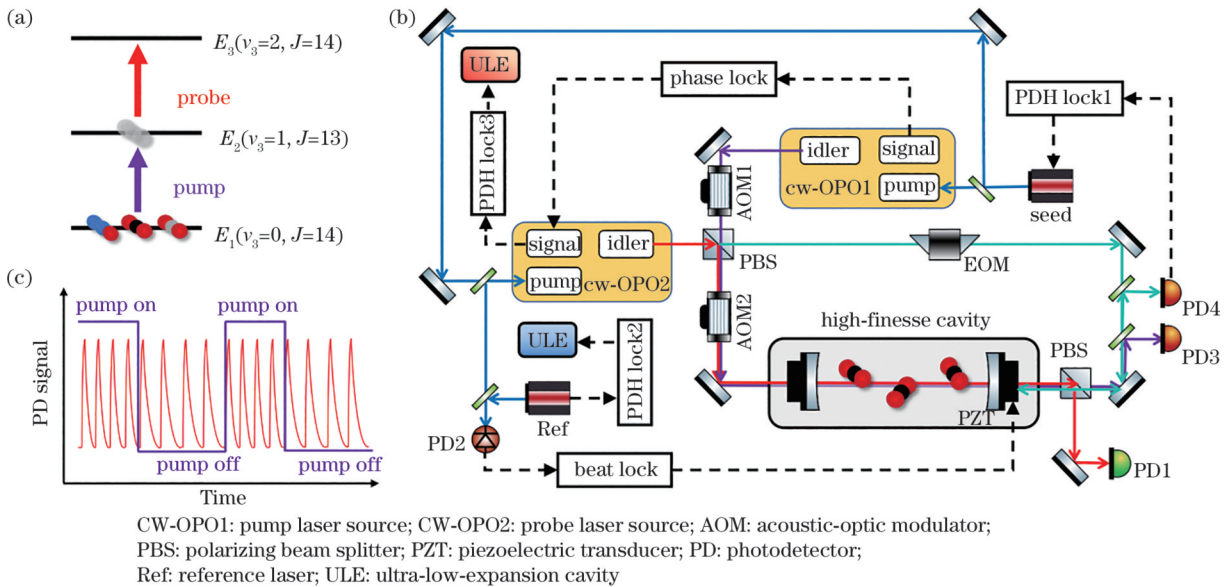 (a)
E3(v3=2, J=14)
probe
E2(v3=1, J=13)
pump
E1(v3=0, J=14)
(b)
ULE
phase lock
PDH lock1
PDH lock3
idler
signal
cw-OPO1
pump
seed
AOM1
signal
idler
pump
cw-OPO2
PBS
EOM
AOM2
PD4
PD3
high-finesse cavity
PBS
PZT
ULE
PDH lock2
Ref
PD2
beat lock
PD1
(c)
PD signal
pump on
pump on
pump off
pump off
Time
CW-OPO1: pump laser source; CW-OPO2: probe laser source; AOM: acoustic-optic modulator;
PBS: polarizing beam splitter; PZT: piezoelectric transducer; PD: photodetector;
Ref: reference laser; ULE: ultra-low-expansion cavity